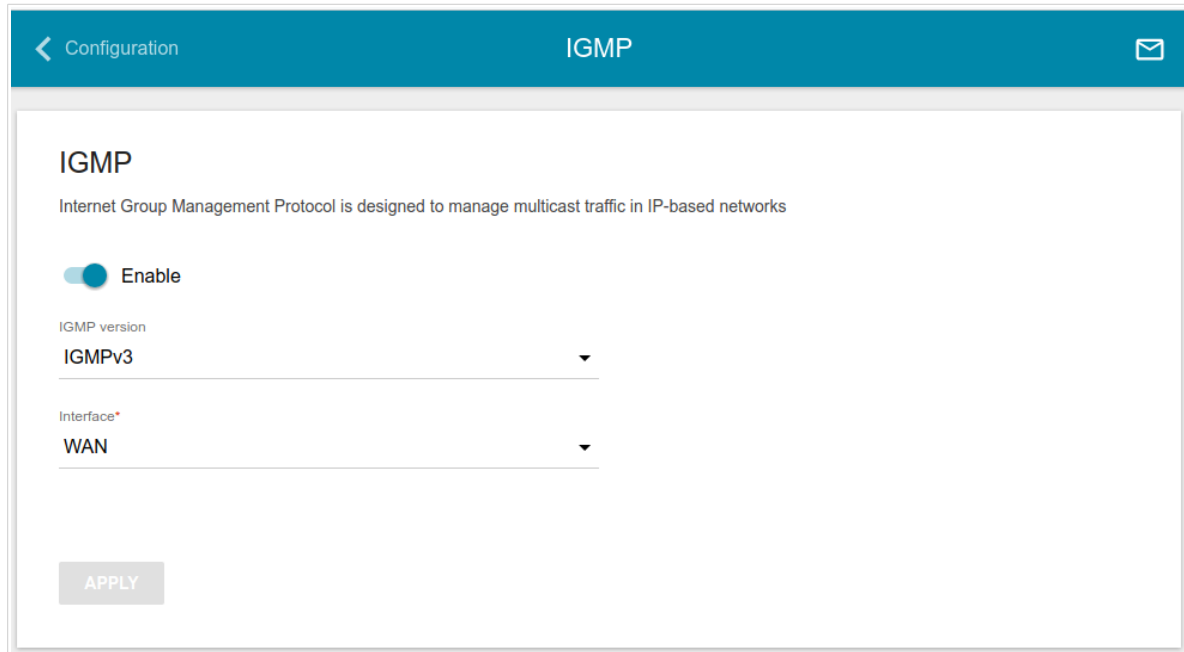 Configuration
IGMP
IGMP
Internet Group Management Protocol is designed to manage multicast traffic in IP-based networks
Enable
IGMP version
IGMPv3
Interface*
WAN
APPLY